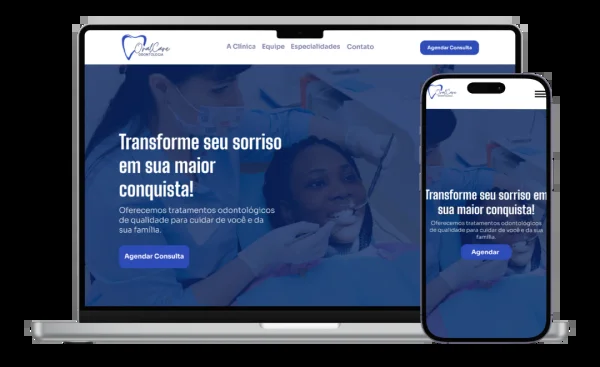 OralCare
ODONTOLOGIA
A Clínica Equipe Especialidades Contato
Agendar Consulta
Transforme seu sorriso
em sua maior
conquista!
Oferecemos tratamentos odontológicos
de qualidade para cuidar de você e da
sua família.
Agendar Consulta
OralCare
ODONTOLOGIA
Transforme seu sorriso em
sua maior conquista!
Oferecemos tratamentos odontológicos
de qualidade para cuidar de você e da sua
família.
Agendar